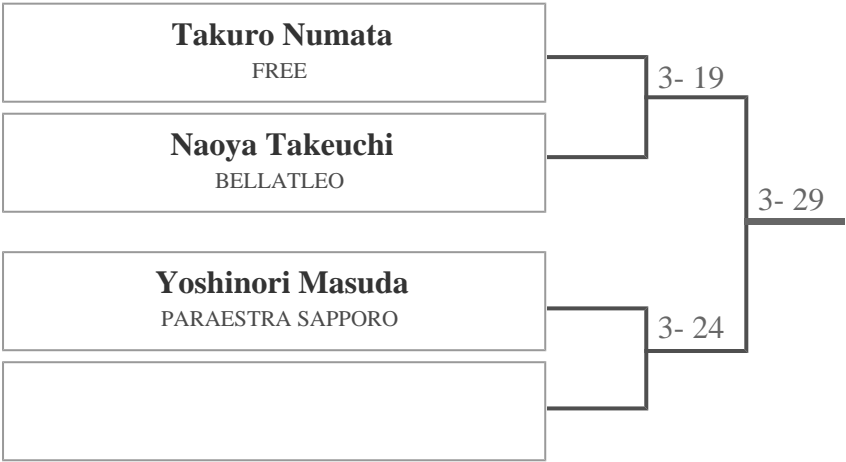 Takuro Numata
FREE
3- 19
Naoya Takeuchi
BELLATLEO
3- 29
Yoshinori Masuda
PARAESTRA SAPPORO
3- 24